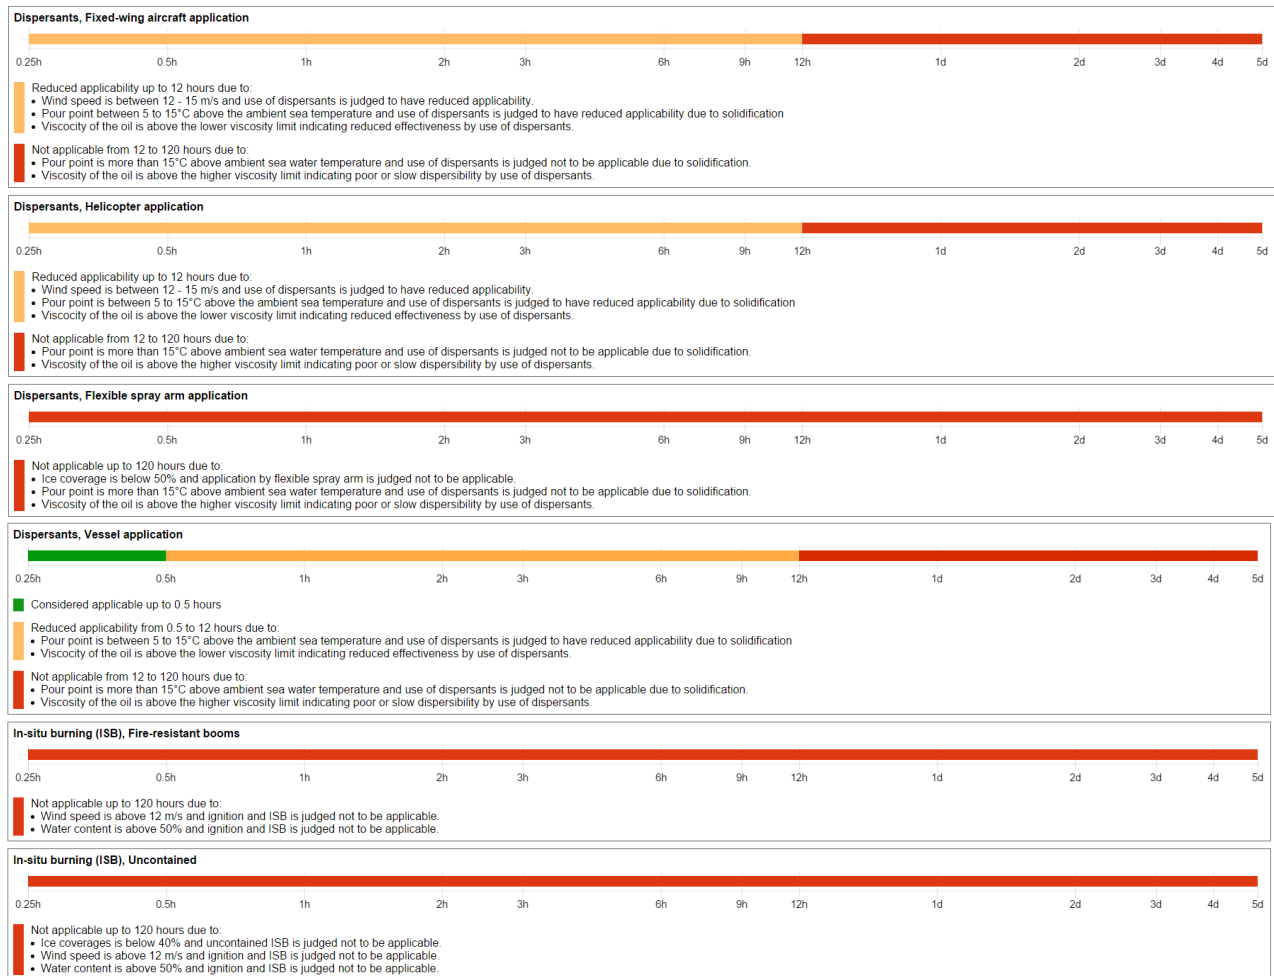 Dispersants, Fixed-wing aircraft application
0.25h 0.5h 1h 2h 3h 6h 9h 12h 1d 2d 3d 4d 5d
Reduced applicability up to 12 hours due to:
• Wind speed is between 12 - 15 m/s and use of dispersants is judged to have reduced applicability.
• Pour point between 5 to 15°C above the ambient sea temperature and use of dispersants is judged to have reduced applicability due to solidification
• Viscocity of the oil is above the lower viscosity limit indicating reduced effectiveness by use of dispersants.
Not applicable from 12 to 120 hours due to:
• Pour point is more than 15°C above ambient sea water temperature and use of dispersants is judged not to be applicable due to solidification.
• Viscosity of the oil is above the higher viscosity limit indicating poor or slow dispersibility by use of dispersants.
Dispersants, Helicopter application
0.25h 0.5h 1h 2h 3h 6h 9h 12h 1d 2d 3d 4d 5d
Reduced applicability up to 12 hours due to:
• Wind speed is between 12 - 15 m/s and use of dispersants is judged to have reduced applicability.
• Pour point is between 5 to 15°C above the ambient sea temperature and use of dispersants is judged to have reduced applicability due to solidification
• Viscocity of the oil is above the lower viscosity limit indicating reduced effectiveness by use of dispersants.
Not applicable from 12 to 120 hours due to:
• Pour point is more than 15°C above ambient sea water temperature and use of dispersants is judged not to be applicable due to solidification.
• Viscosity of the oil is above the higher viscosity limit indicating poor or slow dispersibility by use of dispersants.
Dispersants, Flexible spray arm application
0.25h 0.5h 1h 2h 3h 6h 9h 12h 1d 2d 3d 4d 5d
Not applicable up to 120 hours due to:
• Ice coverage is below 50% and application by flexible spray arm is judged not to be applicable.
• Pour point is more than 15°C above ambient sea water temperature and use of dispersants is judged not to be applicable due to solidification.
• Viscosity of the oil is above the higher viscosity limit indicating poor or slow dispersibility by use of dispersants.
Dispersants, Vessel application
0.25h 0.5h 1h 2h 3h 6h 9h 12h 1d 2d 3d 4d 5d
Considered applicable up to 0.5 hours
Reduced applicability from 0.5 to 12 hours due to:
• Pour point is between 5 to 15°C above the ambient sea temperature and use of dispersants is judged to have reduced applicability due to solidification
• Viscocity of the oil is above the lower viscosity limit indicating reduced effectiveness by use of dispersants.
Not applicable from 12 to 120 hours due to:
• Pour point is more than 15°C above ambient sea water temperature and use of dispersants is judged not to be applicable due to solidification.
• Viscosity of the oil is above the higher viscosity limit indicating poor or slow dispersibility by use of dispersants.
In-situ burning (ISB), Fire-resistant booms
0.25h 0.5h 1h 2h 3h 6h 9h 12h 1d 2d 3d 4d 5d
Not applicable up to 120 hours due to:
• Wind speed is above 12 m/s and ignition and ISB is judged not to be applicable.
• Water content is above 50% and ignition and ISB is judged not to be applicable.
In-situ burning (ISB), Uncontained
0.25h 0.5h 1h 2h 3h 6h 9h 12h 1d 2d 3d 4d 5d
Not applicable up to 120 hours due to:
• Ice coverages is below 40% and uncontained ISB is judged not to be applicable.
• Wind speed is above 12 m/s and ignition and ISB is judged not to be applicable.
• Water content is above 50% and ignition and ISB is judged not to be applicable.